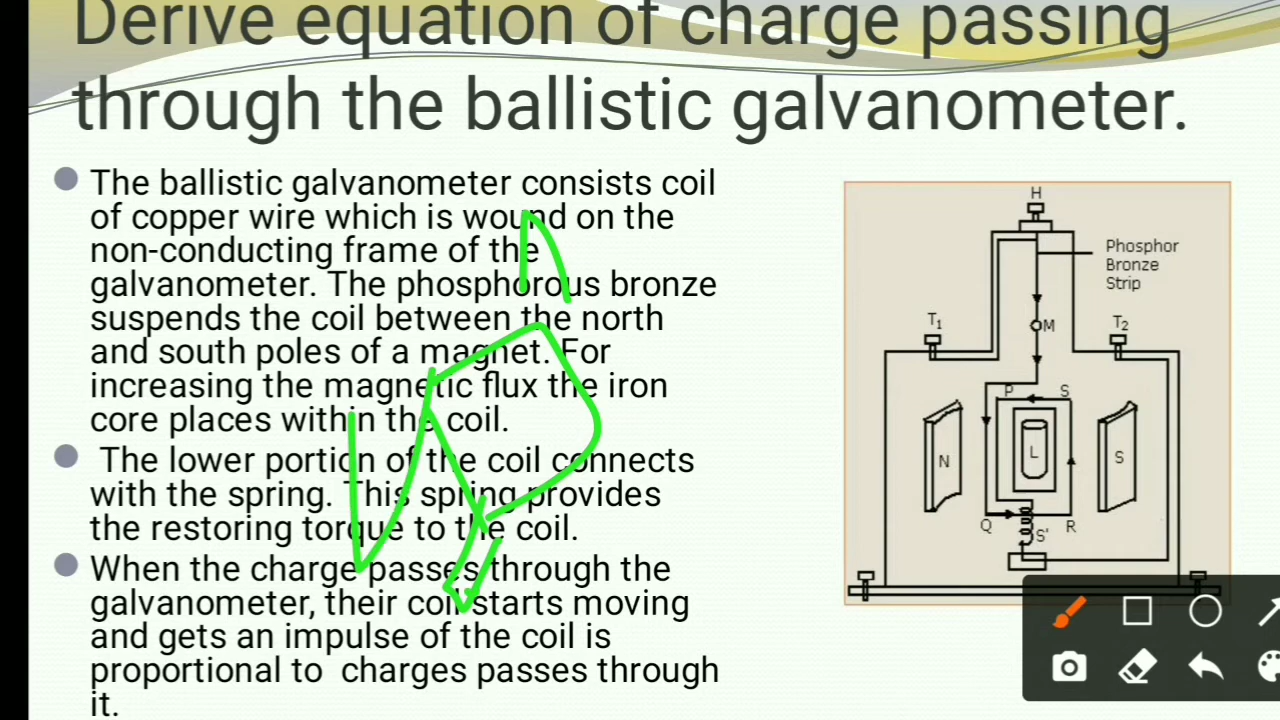 Derive equation of charge passing
through the ballistic galvanometer.
The ballistic galvanometer consists coil
of copper wire which is wound on the
non-conducting frame of the
galvanometer. The phosphorous bronze
suspends the coil between the north
and south poles of a magnet. For
increasing the magnetic flux the iron
core places within the coil.
The lower portion of the coil connects
with the spring. This spring provides
the restoring torque to the coil.
When the charge passes through the
galvanometer, their coil starts moving
and gets an impulse of the coil is
proportional to charges passes through
it.
H
Phosphor
Bronze
Strip
T1
M
T2
P
S
N
L
S
Q
S'
R